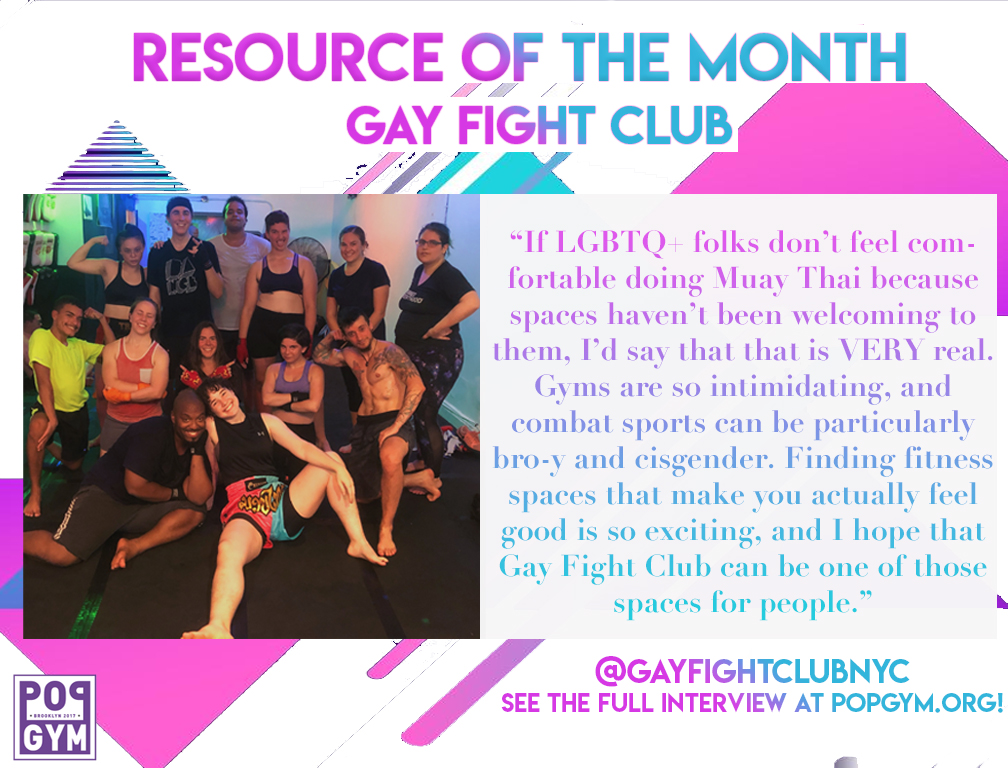 RESOURCE OF THE MONTH
GAY FIGHT CLUB
“If LGBTQ+ folks don’t feel com-
fortable doing Muay Thai because
spaces haven’t been welcoming to
them, I’d say that that is VERY real.
Gyms are so intimidating, and
combat sports can be particularly
bro-y and cisgender. Finding fitness
spaces that make you actually feel
good is so exciting, and I hope that
Gay Fight Club can be one of those
spaces for people.”
@GAYFIGHTCLUBNYC
SEE THE FULL INTERVIEW AT POPGYM.ORG!
POP
• BROOKLYN 2017 •
GYM